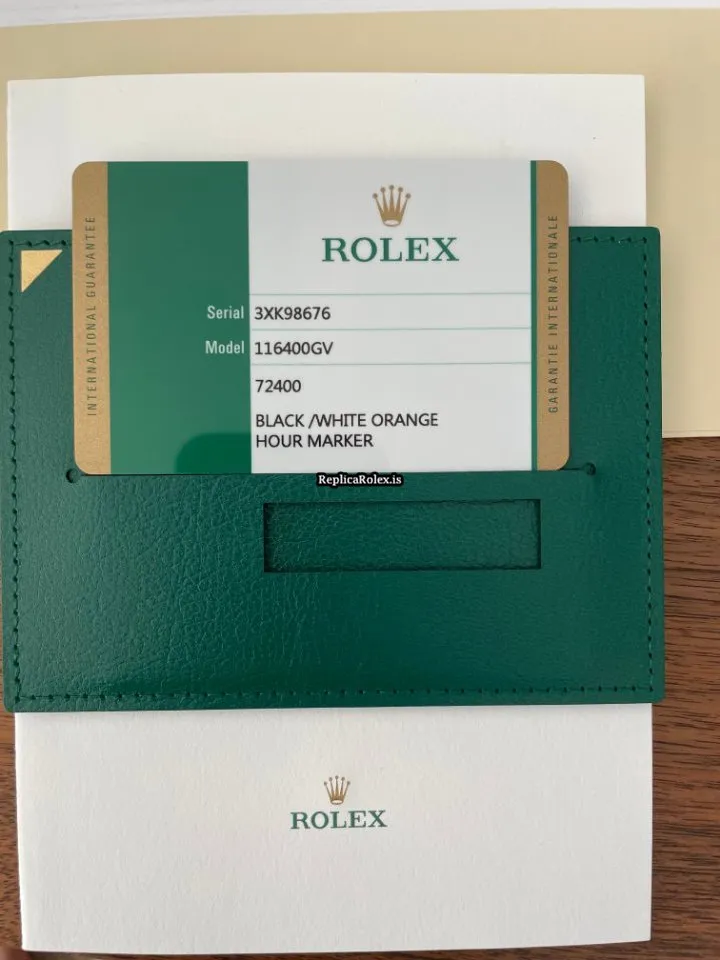 INTERNATIONAL GUARANTEE
ROLEX
Serial 3XK98676
Model 116400GV
72400
BLACK /WHITE ORANGE
HOUR MARKER
GARANTIE INTERNATIONALE
ReplicaRolex.is
ROLEX